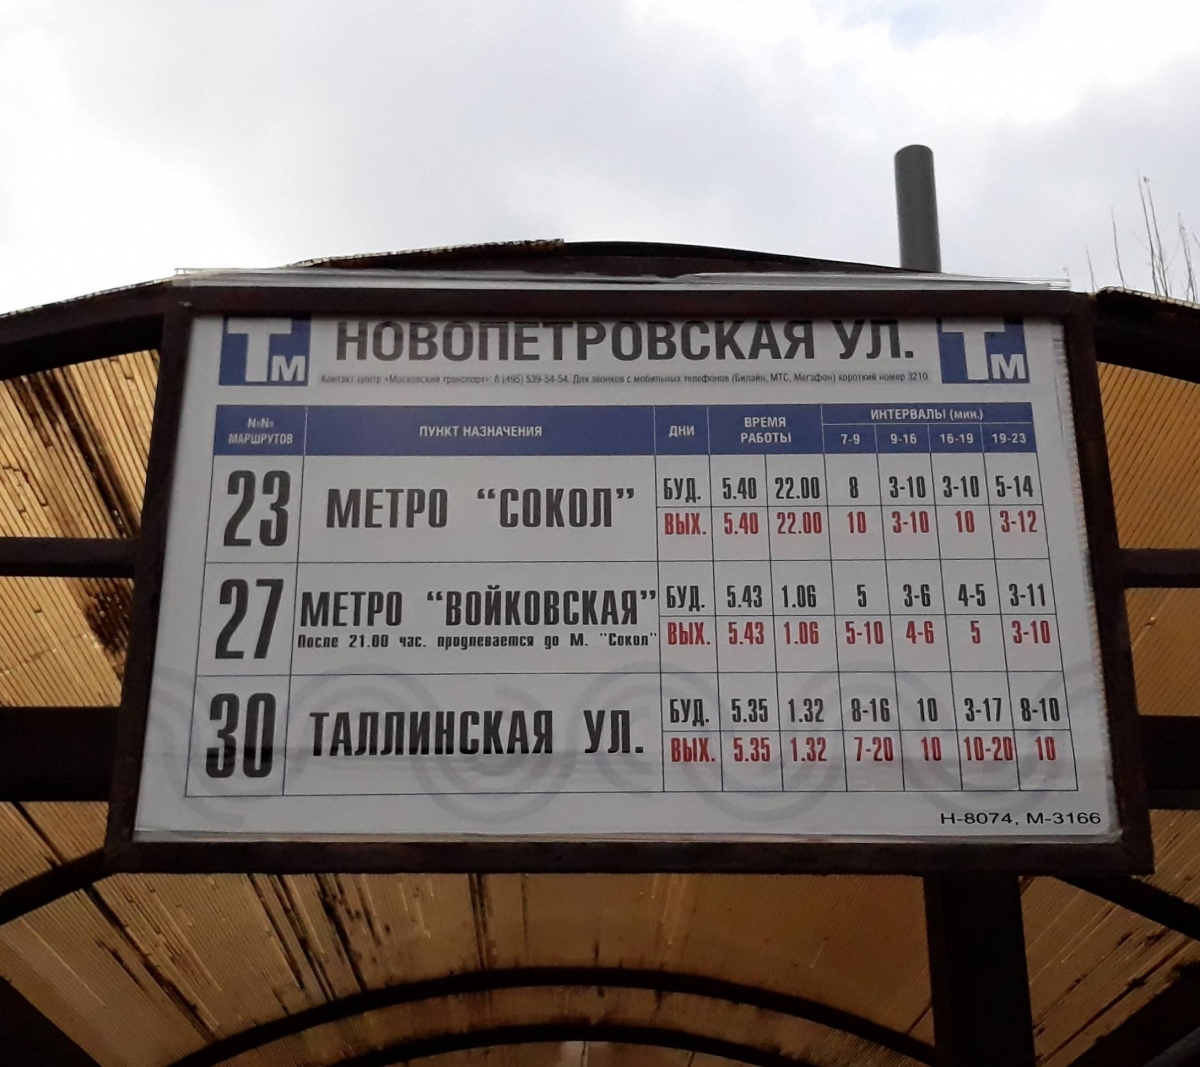 Тм НОВОПЕТРОВСКАЯ УЛ. Тм
Контакт-центр «Московский транспорт»: 8 (495) 539-54-54. Для звонков с мобильных телефонов (Билайн, МТС, Мегафон) короткий номер 3210
№№ МАРШРУТОВ ПУНКТ НАЗНАЧЕНИЯ ДНИ ВРЕМЯ РАБОТЫ ИНТЕРВАЛЫ (мин.)
7-9 9-16 16-19 19-23
23 МЕТРО "СОКОЛ" БУД. 5.40 22.00 8 3-10 3-10 5-14
ВЫХ. 5.40 22.00 10 3-10 10 3-12
27 МЕТРО "ВОЙКОВСКАЯ" БУД. 5.43 1.06 5 3-6 4-5 3-11
После 21.00 час. продлевается до М. "Сокол" ВЫХ. 5.43 1.06 5-10 4-6 5 3-10
30 ТАЛЛИНСКАЯ УЛ. БУД. 5.35 1.32 8-16 10 3-17 8-10
ВЫХ. 5.35 1.32 7-20 10 10-20 10
Н-8074, М-3166